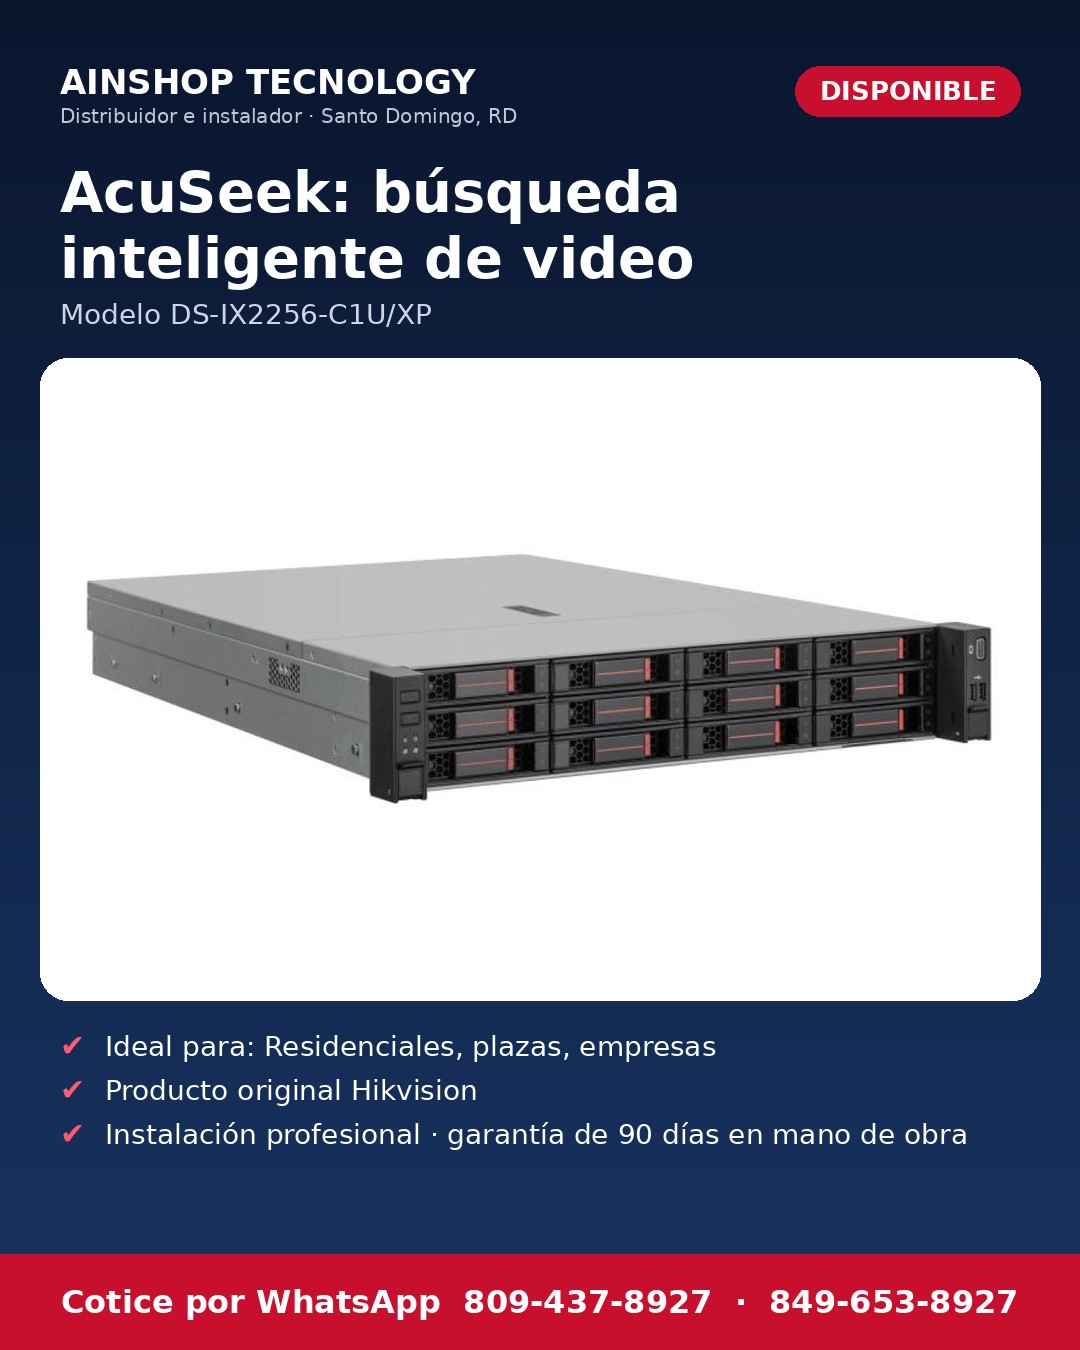 AINSHOP TECNOLOGY
Distribuidor e instalador · Santo Domingo, RD
DISPONIBLE
AcuSeek: búsqueda
inteligente de video
Modelo DS-IX2256-C1U/XP
✔ Ideal para: Residenciales, plazas, empresas
✔ Producto original Hikvision
✔ Instalación profesional · garantía de 90 días en mano de obra
Cotice por WhatsApp 809-437-8927 · 849-653-8927